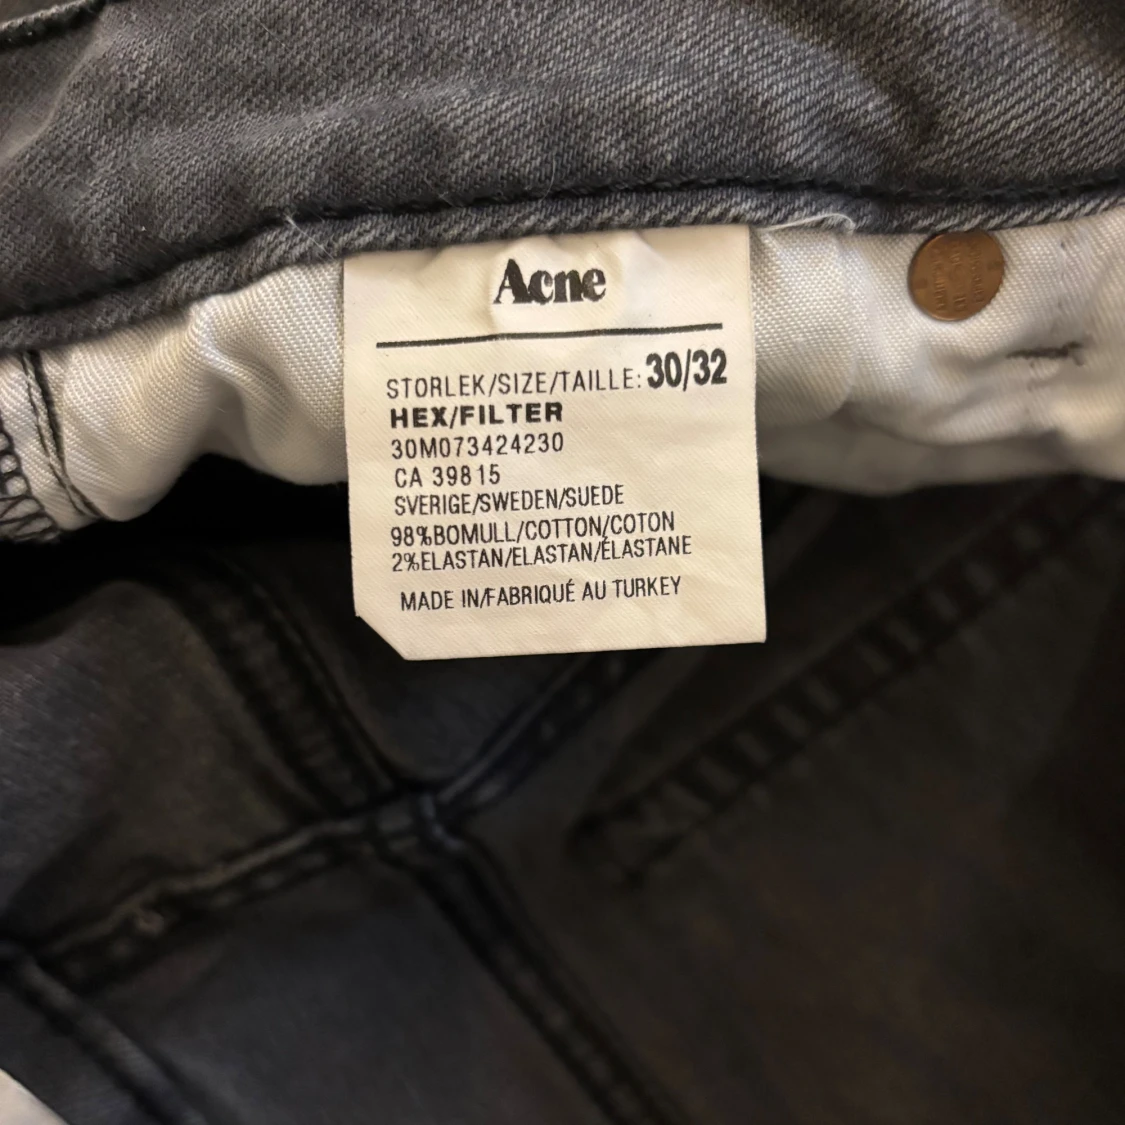 Acne
STORLEK/SIZE/TAILLE: 30/32
HEX/FILTER
30M073424230
CA 39815
SVERIGE/SWEDEN/SUEDE
98%BOMULL/COTTON/COTON
2%ELASTAN/ELASTAN/ÉLASTANE
MADE IN/FABRIQUÉ AU TURKEY